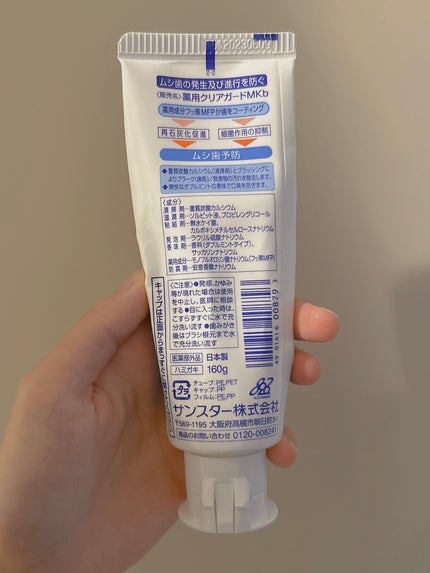 20230609
ムシ歯の発生及び進行を防ぐ
〈販売名〉薬用クリアガードMKb
薬用成分フッ素MFPが歯をコーティング
再石灰化促進 細菌作用の抑制
ムシ歯予防
◆重質炭酸カルシウム(清掃剤)とブラッシングに
よりプラーク(歯垢)/飲食物の汚れを除去します。
◆爽快なダブルミントの香味で口臭を防ぎます。
〈成分〉
清掃剤―重質炭酸カルシウム
湿潤剤―ソルビット液、プロピレングリコール
粘結剤―無水ケイ酸、
カルボキシメチルセルロースナトリウム
発泡剤―ラウリル硫酸ナトリウム
香味剤―香料(ダブルミントタイプ)、
サッカリンナトリウム
薬用成分―モノフルオロリン酸ナトリウム(フッ素MFP)
防腐剤―安息香酸ナトリウム
〈ご注意〉●発疹、かゆみ
等が現れた場合は使用
を中止し、医師に相談
する●目に入った時は、
こすらずすぐに水で充
分洗い流す●歯みがき
後はブラシ根元まで水
で充分洗い流す
4 901616 008793
医薬部外品 日本製
ハミガキ 160g
プラ
チューブ:PE,PET
キャップ:PP
フィルム:PE,PP
サンスター株式会社
〒569-1195 大阪府高槻市朝日町3-1
商品のお問い合わせ 0120-008241
キャップは正面からまっすぐ